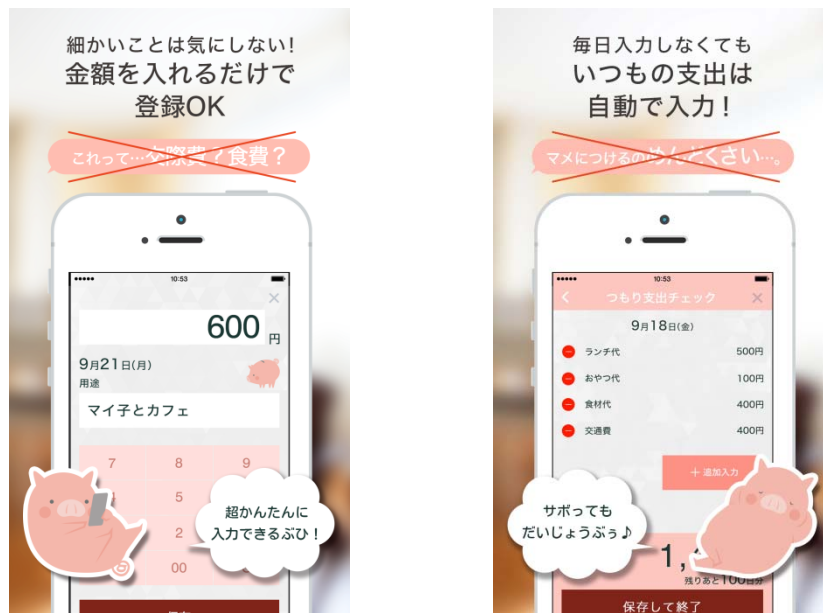 細かいことは気にしない!
金額を入れるだけで
登録OK
これって…交際費?食費?
10:53
600 円
9月21日(月)
用途
マイ子とカフェ
7 8 9
5
2
00
超かんたんに
入力できるぶひ!
毎日入力しなくても
いつもの支出は
自動で入力!
マメにつけるのめんどくさい…。
10:53
つもり支出チェック
9月18日(金)
ランチ代 500円
おやつ代 100円
食材代 400円
交通費 400円
+ 追加入力
サボっても
だいじょうぶぅ♪
1,
残りあと100日分
保存して終了